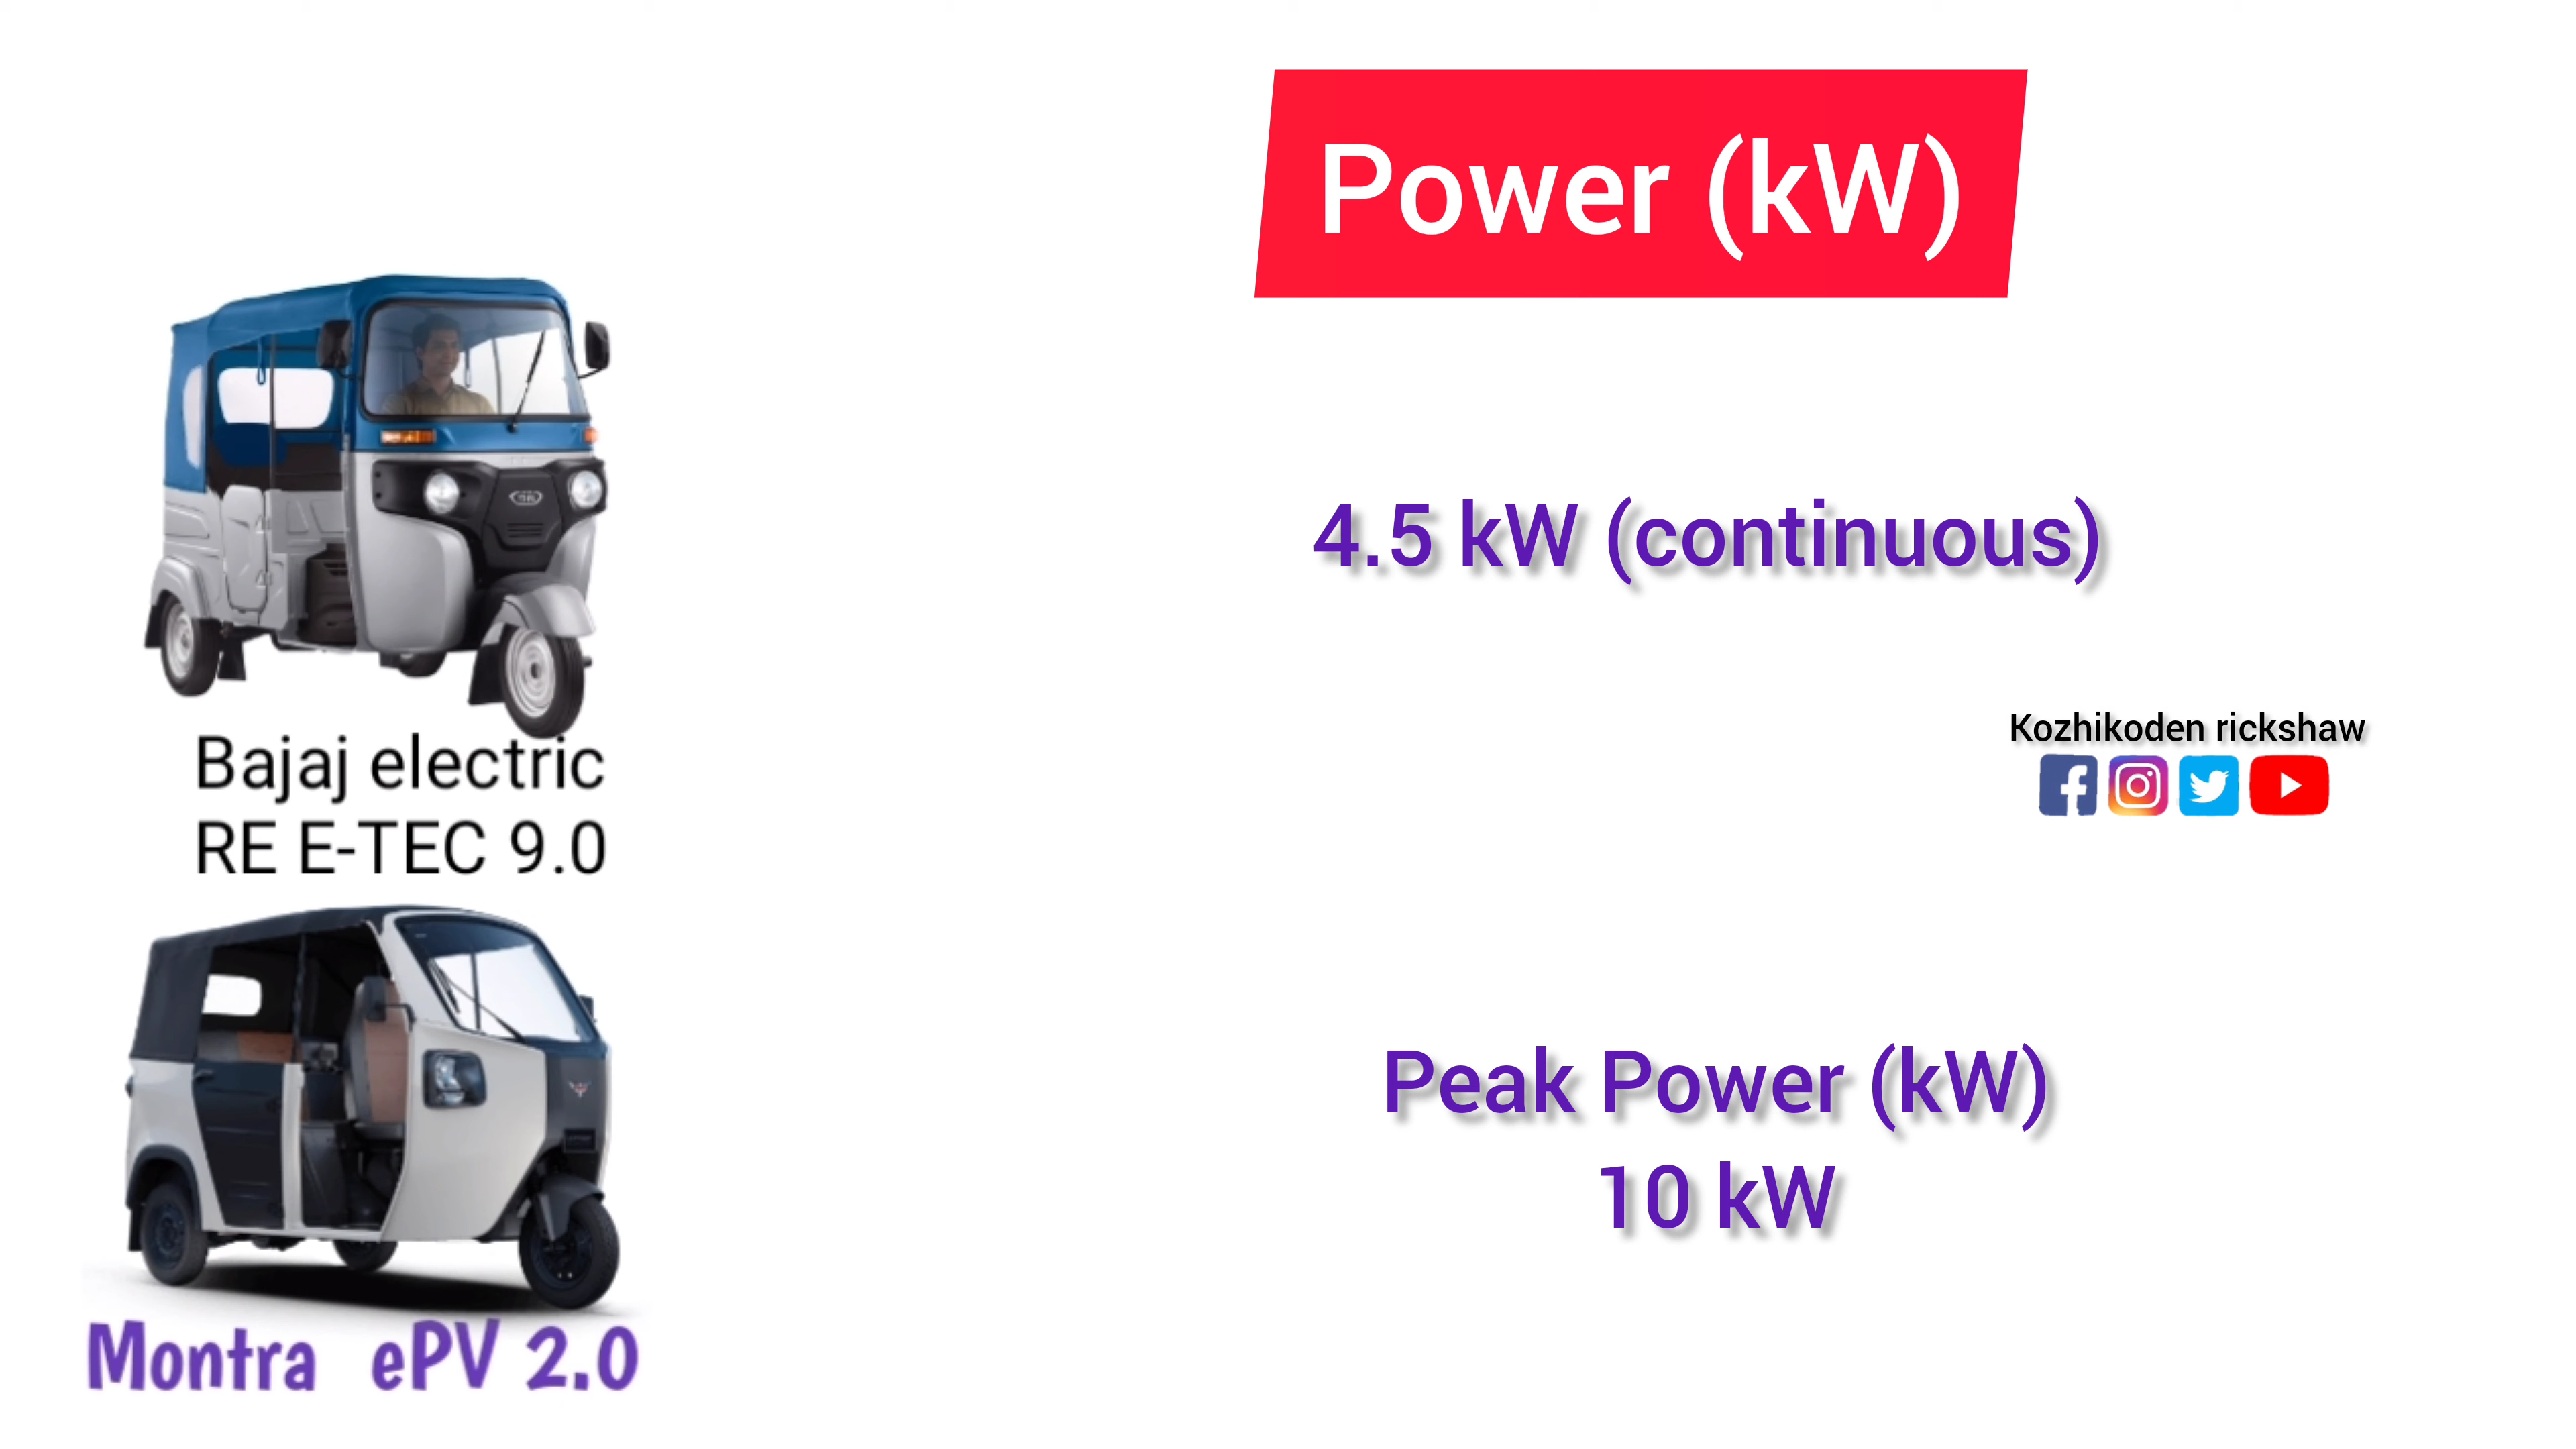 Power (kW)
4.5 kW (continuous)
Kozhikoden rickshaw
Bajaj electric
RE E-TEC 9.0
Peak Power (kW)
10 kW
Montra ePV 2.0